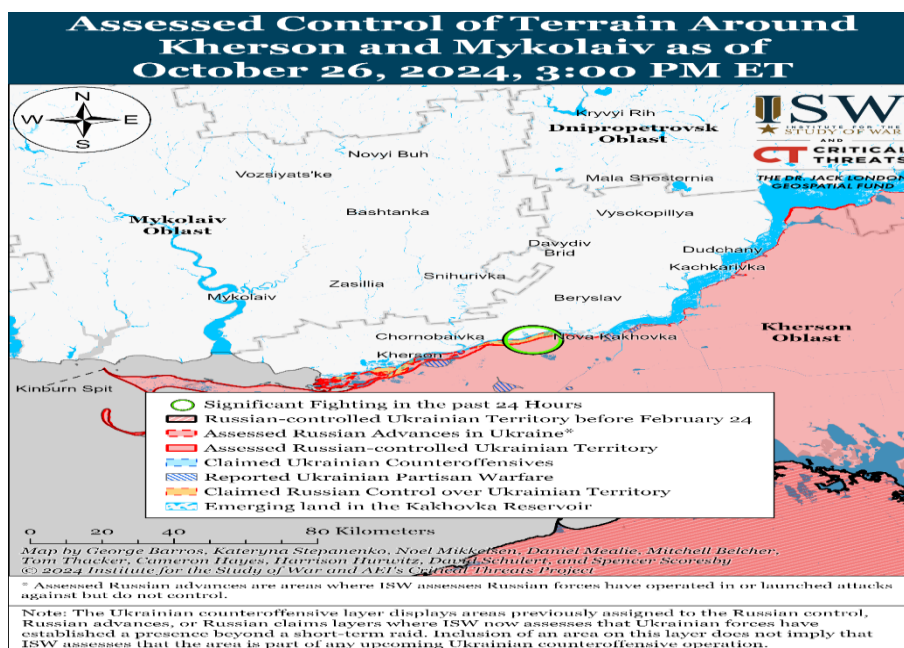 Assessed Control of Terrain Around
Kherson and Mykolaiv as of
October 26, 2024, 3:00 PM ET
N
W E
S
ISW
INSTITUTE FOR THE
STUDY OF WAR
AND
CT CRITICAL
THREATS
THE DR. JACK LONDON
GEOSPATIAL FUND
Kryvyi Rih
Dnipropetrovsk
Oblast
Novyi Buh
Voz siyats'ke
Mala Shesternia
Mykolaiv
Oblast
Bashtanka
Vysokopillya
Davydiv
Brid
Dudchany
Kachkarivka
Snihurivka
Zasillia
Mykolaiv
Beryslav
Chornobaivka
Nova Kakhovka
Kherson
Kherson
Oblast
Kinburn Spit
Significant Fighting in the past 24 Hours
Russian-controlled Ukrainian Territory before February 24
Assessed Russian Advances in Ukraine*
Assessed Russian-controlled Ukrainian Territory
Claimed Ukrainian Counteroffensives
Reported Ukrainian Partisan Warfare
Claimed Russian Control over Ukrainian Territory
Emerging land in the Kakhovka Reservoir
0 20 40 80 Kilometers
Map by George Barros, Kateryna Stepanenko, Noel Mikkelsen, Daniel Mealie, Mitchell Belcher,
Tom Thacker, Cameron Hayes, Harrison Hurwitz, David Schulert, and Spencer Scoresby
© 2024 Institute for the Study of War and AEI's Critical Threats Project
* Assessed Russian advances are areas where ISW assesses Russian forces have operated in or launched attacks
against but do not control.
Note: The Ukrainian counteroffensive layer displays areas previously assigned to the Russian control,
Russian advances, or Russian claims layers where ISW now assesses that Ukrainian forces have
established a presence beyond a short-term raid. Inclusion of an area on this layer does not imply that
ISW assesses that the area is part of any upcoming Ukrainian counteroffensive operation.